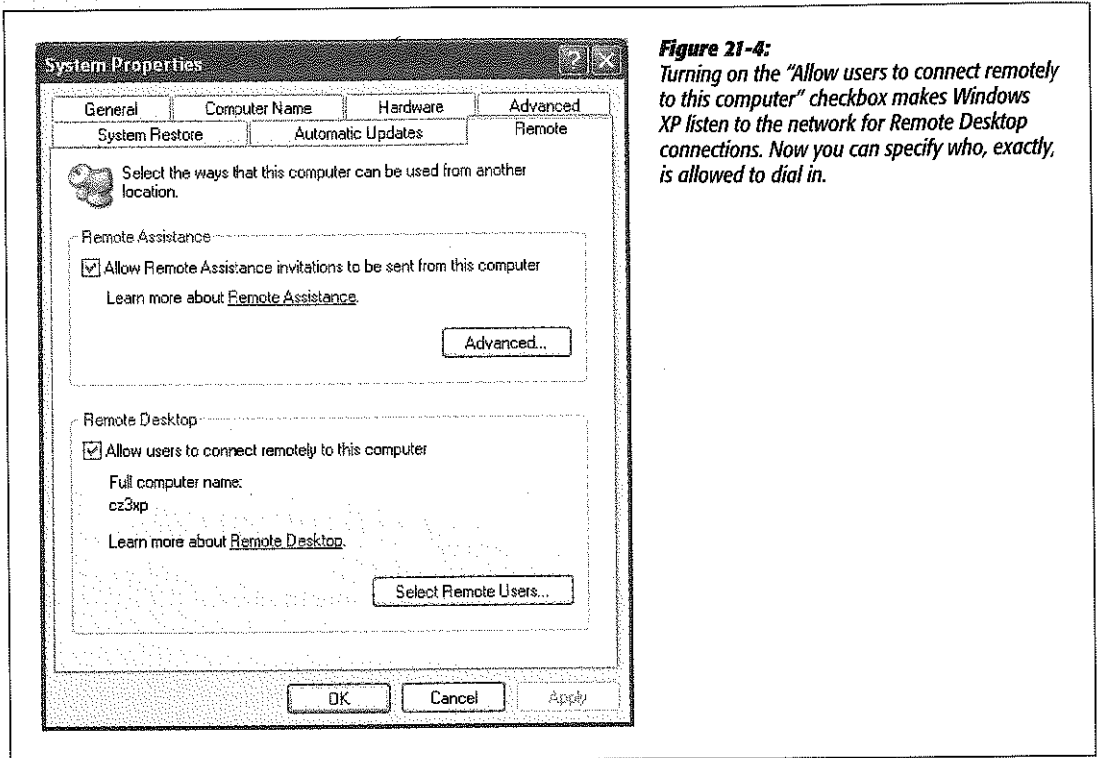 System Properties
General
Computer Name
Hardware
Advanced
System Restore
Automatic Updates
Remote
Select the ways that this computer can be used from another
location.
Remote Assistance
Allow Remote Assistance invitations to be sent from this computer
Learn more about Remote Assistance.
Advanced...
Remote Desktop
Allow users to connect remotely to this computer
Full computer name:
cz3xp
Learn more about Remote Desktop.
Select Remote Users...
OK
Cancel
Apply
Figure 21-4:
Turning on the "Allow users to connect remotely
to this computer" checkbox makes Windows
XP listen to the network for Remote Desktop
connections. Now you can specify who, exactly,
is allowed to dial in.